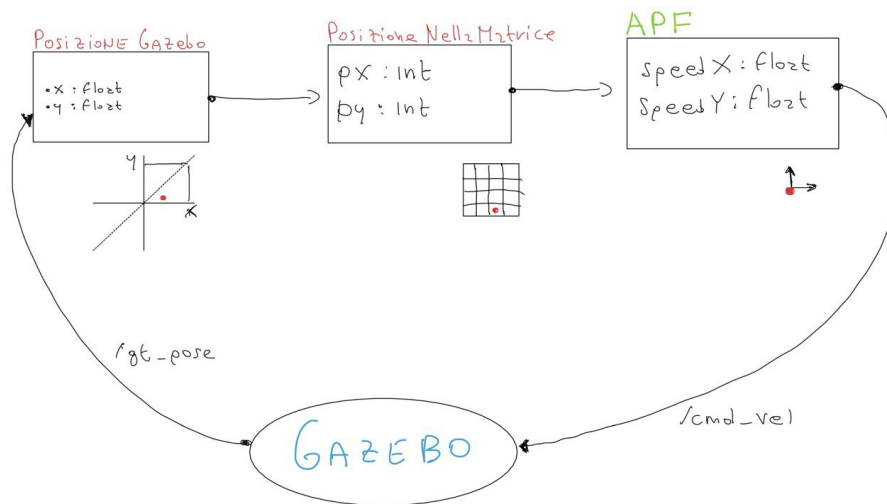 POSIZIONE GAZEBO
• X : float
• y : float
Posizione Nella Matrice
pX : int
py : int
APF
speed X : float
Speed Y : float
y
x
/gt_pose
/cmd_vel
GAZEBO